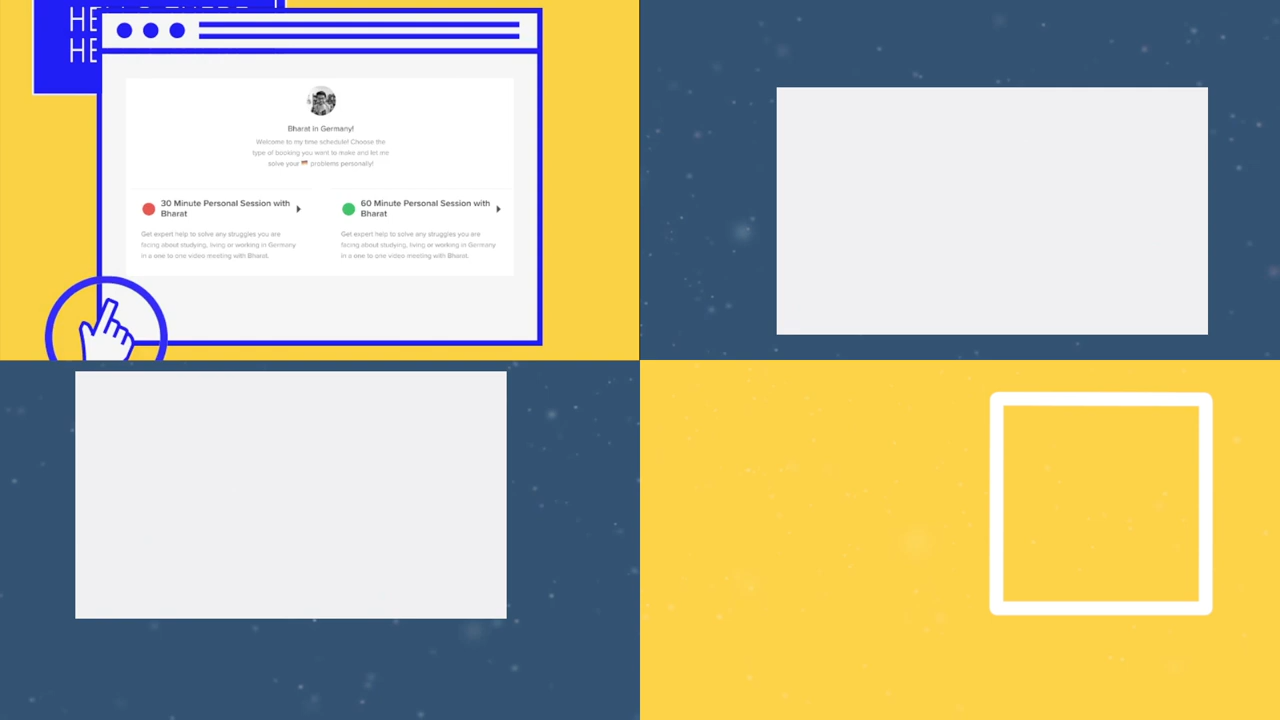 Bharat in Germany!
Welcome to my time schedule! Choose the
type of booking you want to make and let me
solve your problems personally!
30 Minute Personal Session with
Bharat
Get expert help to solve any struggles you are
facing about studying, living or working in Germany
in a one to one video meeting with Bharat.
60 Minute Personal Session with
Bharat
Get expert help to solve any struggles you are
facing about studying, living or working in Germany
in a one to one video meeting with Bharat.